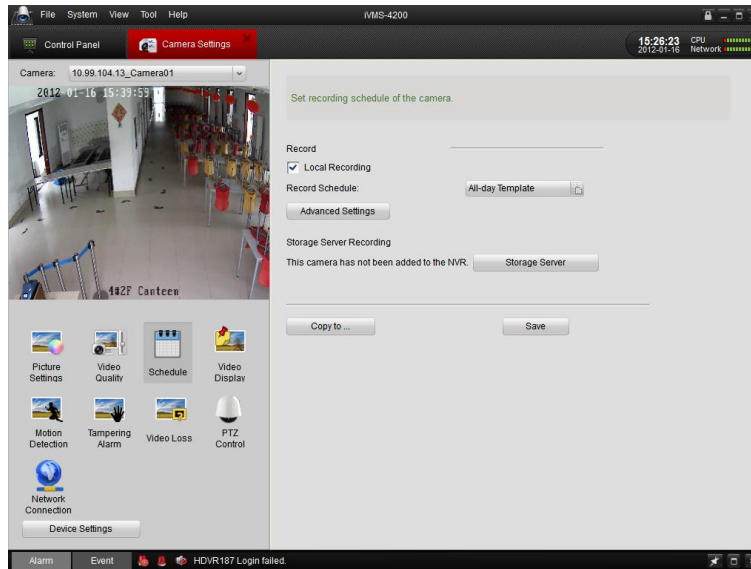 File System View Tool Help iVMS-4200
Control Panel Camera Settings 15:26:23 CPU
2012-01-16 Network
Camera: 10.99.104.13_Camera01
2012-01-16 15:39:59
4#2F Canteen
Set recording schedule of the camera.
Record
Local Recording
Record Schedule: All-day Template
Advanced Settings
Storage Server Recording
This camera has not been added to the NVR. Storage Server
Copy to ... Save
Picture Settings
Video Quality
Schedule
Video Display
Motion Detection
Tampering Alarm
Video Loss
PTZ Control
Network Connection
Device Settings
Alarm Event HDVR187 Login failed.